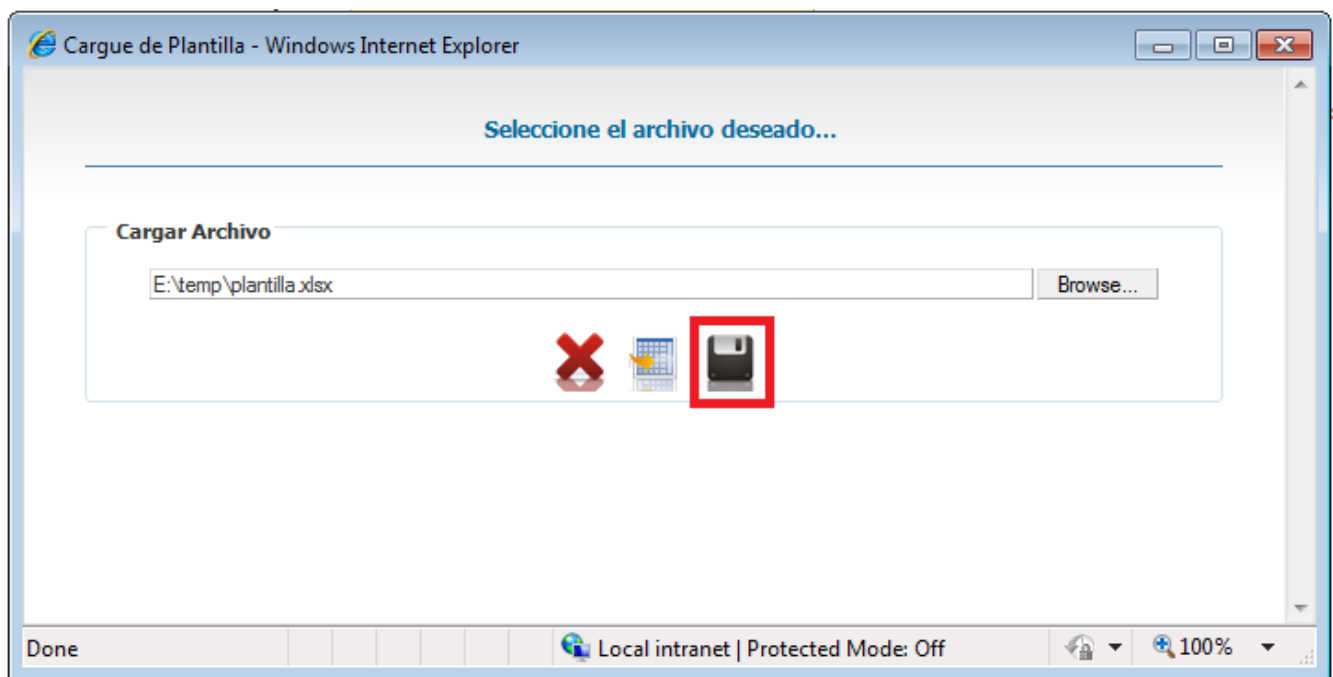 Cargue de Plantilla - Windows Internet Explorer
Seleccione el archivo deseado...
Cargar Archivo
E:\temp\plantilla.xlsx
Browse...
Done
Local intranet | Protected Mode: Off
100%